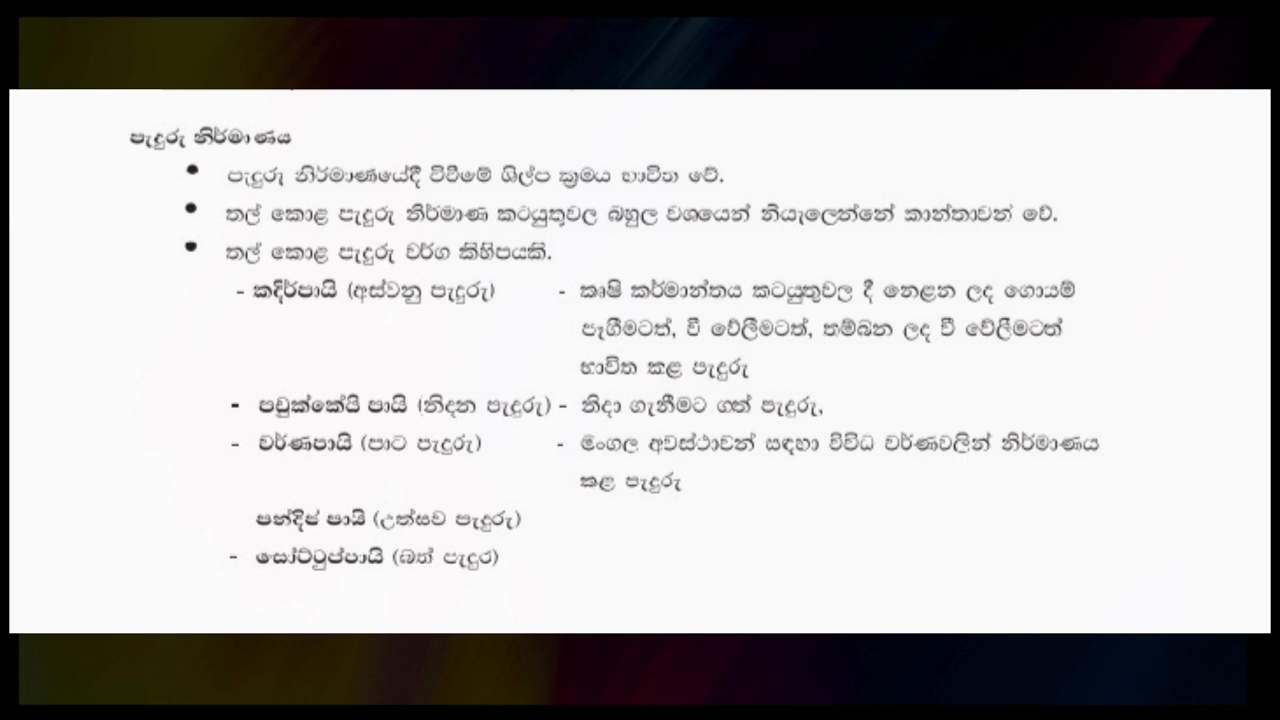 පැදුරු නිර්මාණය
• පැදුරු නිර්මාණයේදී විවීමේ ශිල්ප ක්‍රමය භාවිත වේ.
• තල් කොළ පැදුරු නිර්මාණ කටයුතුවල බහුල වශයෙන් නියැලෙන්නේ කාන්තාවන් වේ.
• තල් කොළ පැදුරු වර්ග කිහිපයකි.
- කදිර්පායි (අස්වනු පැදුරු) - කෘෂි කර්මාන්තය කටයුතුවල දී නෙළන ලද ගොයම්
පෑගීමටත්, වී වේලීමටත්, තම්බන ලද වී වේලීමටත්
භාවිත කළ පැදුරු
- පඩුක්කේයි පායි (නිදන පැදුරු) - නිදා ගැනීමට ගත් පැදුරු,
- වර්ණපායි (පාට පැදුරු) - මංගල අවස්ථාවන් සඳහා විවිධ වර්ණවලින් නිර්මාණය
කළ පැදුරු
පන්දිප් පායි (උත්සව පැදුරු)
- සෝට්ටුප්පායි (බත් පැදුර)